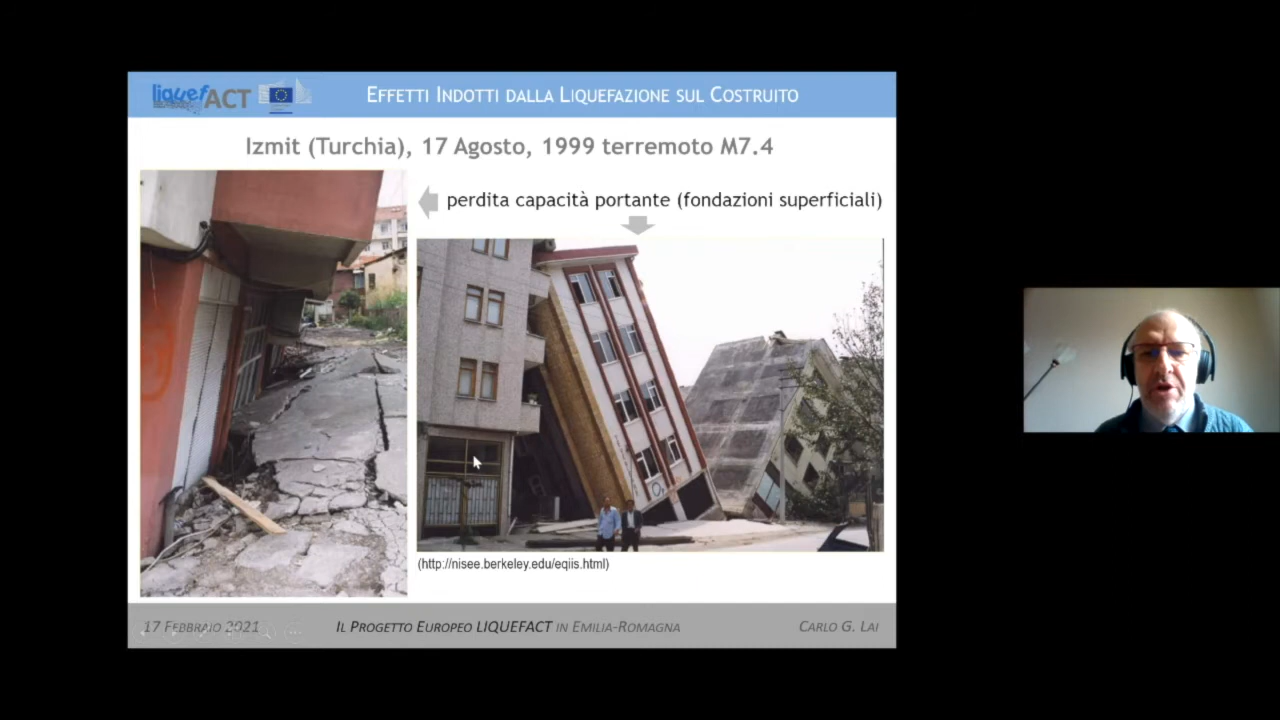 liquefACT
EFFETTI INDOTTI DALLA LIQUEFAZIONE SUL COSTRUITO
Izmit (Turchia), 17 Agosto, 1999 terremoto M7.4
perdita capacità portante (fondazioni superficiali)
(http://nisee.berkeley.edu/eqiis.html)
17 FEBBRAIO 2021
IL PROGETTO EUROPEO LIQUEFACT IN EMILIA-ROMAGNA
CARLO G. LAI